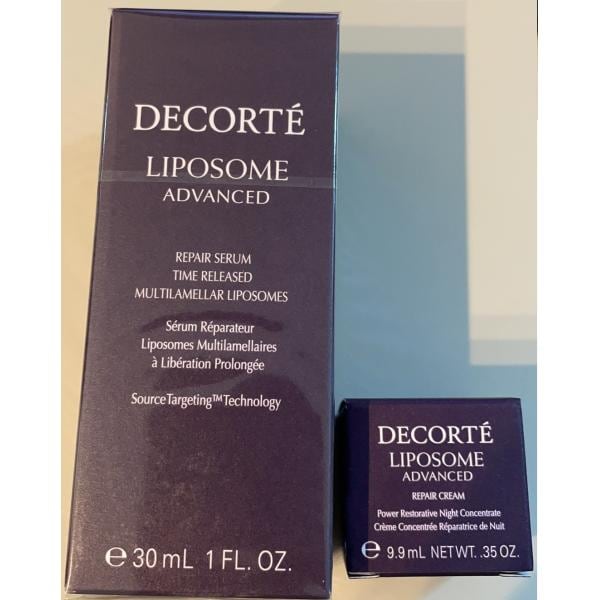 DECORTÉ
LIPOSOME
ADVANCED
REPAIR SERUM
TIME RELEASED
MULTILAMELLAR LIPOSOMES
Sérum Réparateur
Liposomes Multilamellaires
à Libération Prolongée
SourceTargeting™Technology
℮ 30 mL 1 FL. OZ.
DECORTÉ
LIPOSOME
ADVANCED
REPAIR CREAM
Power Restorative Night Concentrate
Crème Concentrée Réparatrice de Nuit
℮ 9.9 mL NET WT. .35 OZ.